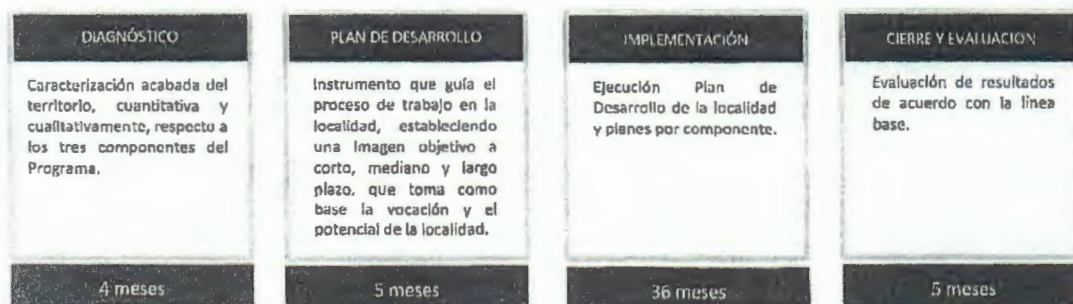 DIAGNÓSTICO
Caracterización acabada del
territorio, cuantitativa y
cualitativamente, respecto a
los tres componentes del
Programa.
4 meses
PLAN DE DESARROLLO
Instrumento que guía el
proceso de trabajo en la
localidad, estableciendo
una Imagen objetivo a
corto, mediano y largo
plazo, que toma como
base la vocación y el
potencial de la localidad.
5 meses
IMPLEMENTACIÓN
Ejecución Plan de
Desarrollo de la localidad
y planes por componente.
36 meses
CIERRE Y EVALUACION
Evaluación de resultados
de acuerdo con la línea
base.
5 meses